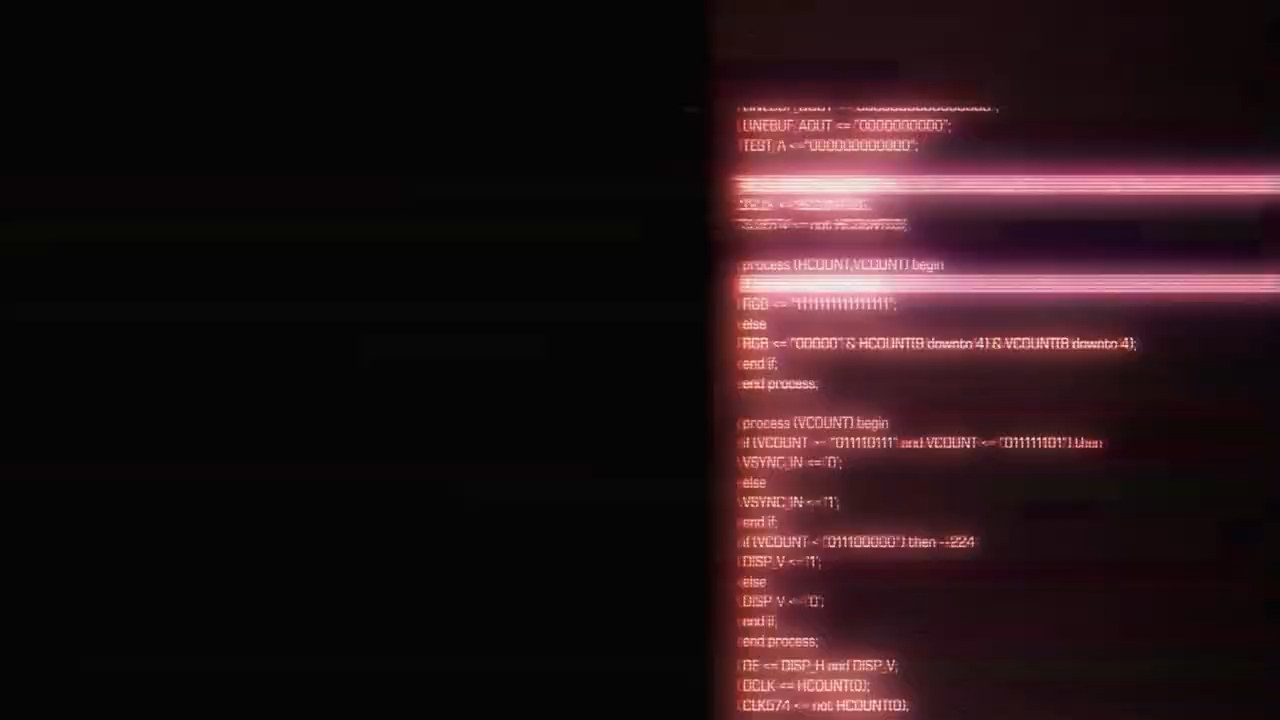 LINEBUF_ADUT <= "0000000000";
TEST_A <="000000000000";
process (HCOUNT,VCOUNT) begin
RGB <= "1111111111111111";
else
RGB <= "00000" & HCOUNT(9 downto 4) & VCOUNT(8 downto 4);
end if;
end process;
process (VCOUNT) begin
if (VCOUNT >= "011110111" and VCOUNT <= "011111101") then
VSYNC_IN <= '0';
else
VSYNC_IN <= '1';
end if;
if (VCOUNT < "011100000") then --224
DISP_V <= '1';
else
DISP_V <= '0';
end if;
end process;
DE <= DISP_H and DISP_V;
DCLK <= HCOUNT(0);
CLK574 <= not HCOUNT(0);